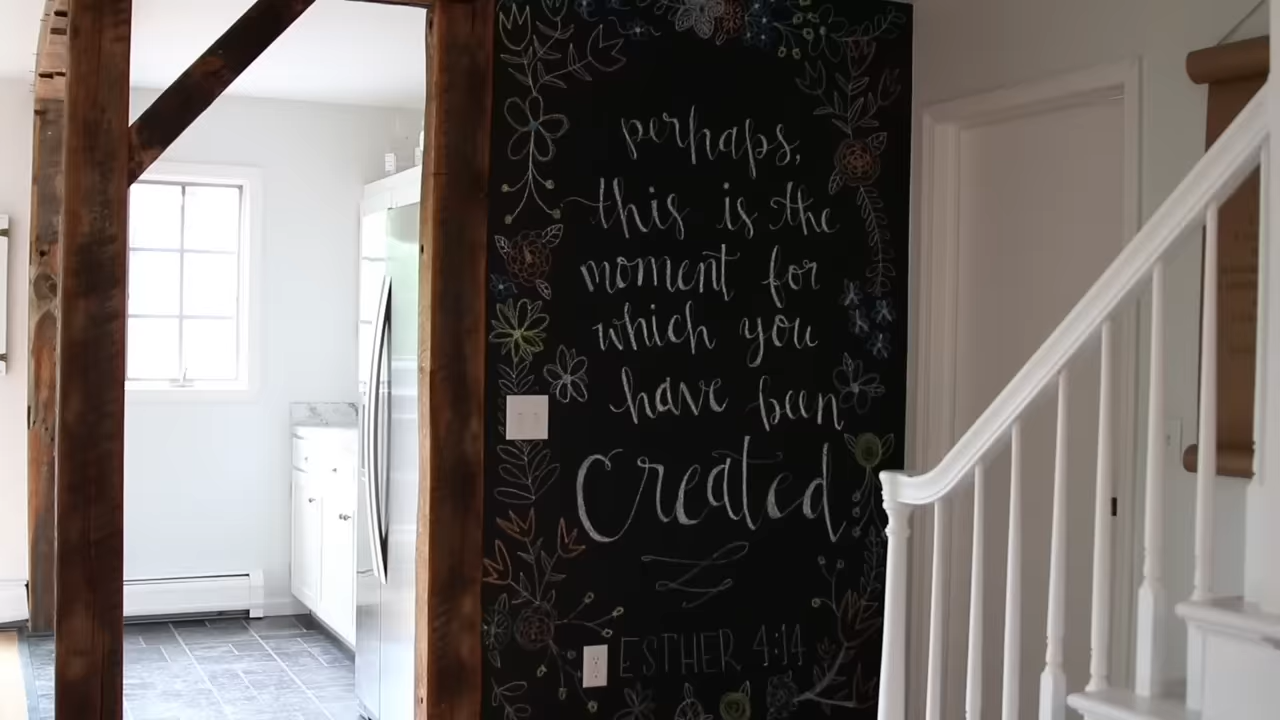 perhaps,
this is the
moment for
which you
have been
Created
ESTHER 4:14